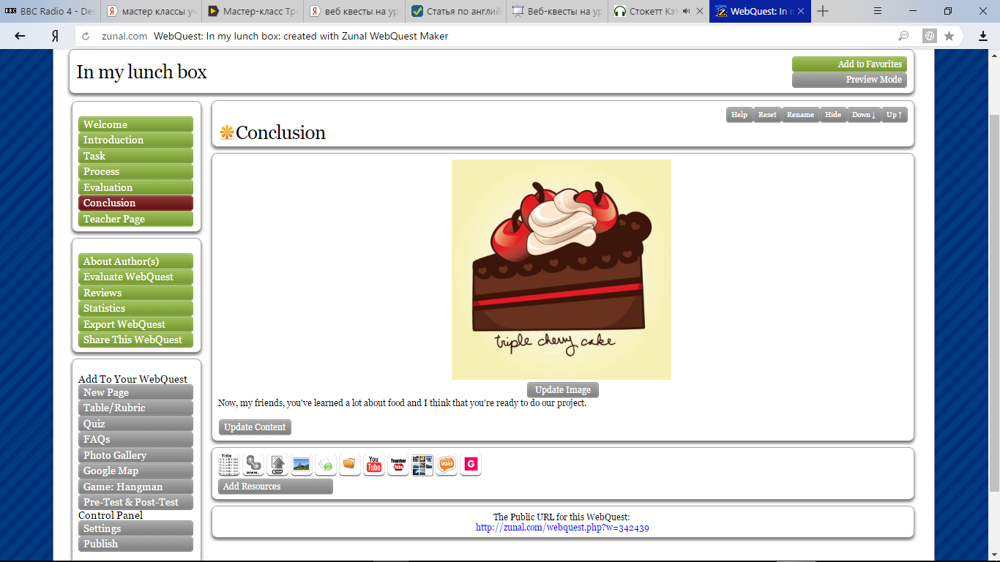 BBC Radio 4 - Des
мастер классы уч
Мастер-класс Тре
веб квесты на ур
Статья по англий
Веб-квесты на ур
Стокетт Кэт
WebQuest: In m
zunal.com WebQuest: In my lunch box: created with Zunal WebQuest Maker
In my lunch box
Add to Favorites
Preview Mode
Welcome
Introduction
Task
Process
Evaluation
Conclusion
Teacher Page
About Author(s)
Evaluate WebQuest
Reviews
Statistics
Export WebQuest
Share This WebQuest
Add To Your WebQuest
New Page
Table/Rubric
Quiz
FAQs
Photo Gallery
Google Map
Game: Hangman
Pre-Test & Post-Test
Control Panel
Settings
Publish
Help Reset Rename Hide Down↓ Up↑
Conclusion
triple cherry cake
Update Image
Now, my friends, you've learned a lot about food and I think that you're ready to do our project.
Update Content
Title
www.
You Tube
Teacher Tube
voki
G
Add Resources
The Public URL for this WebQuest:
http://zunal.com/webquest.php?w=342439